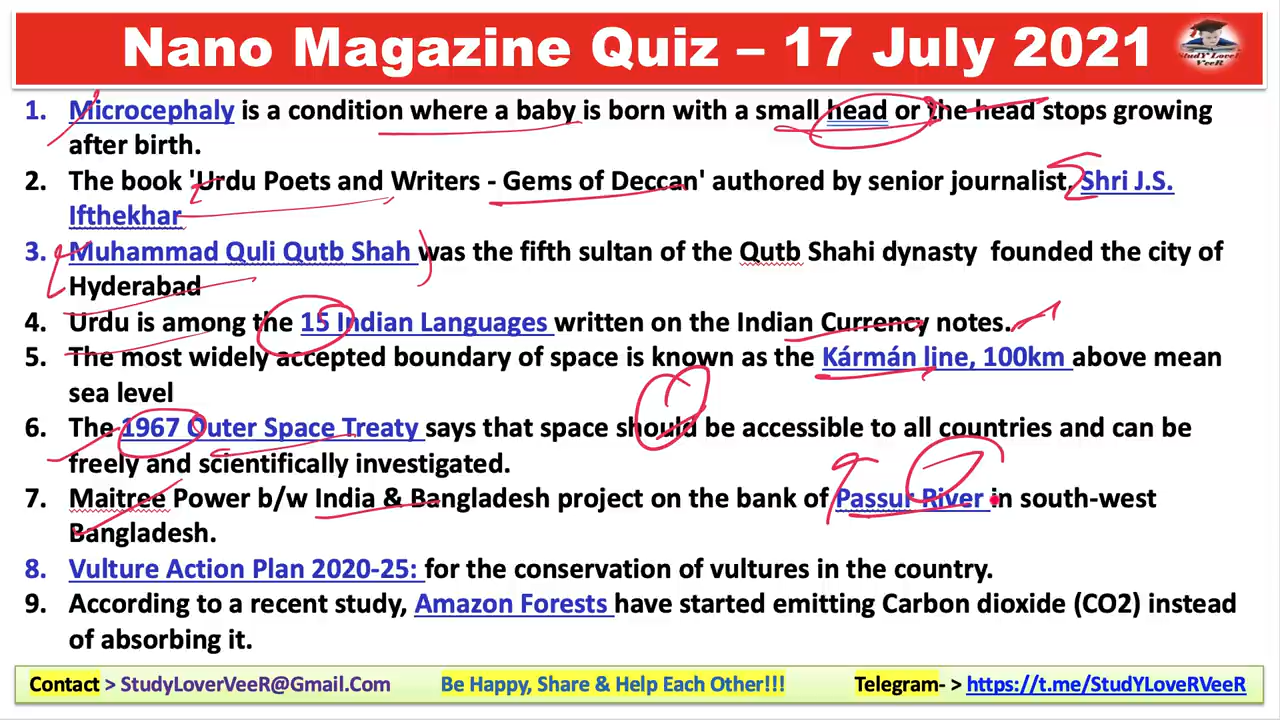 Nano Magazine Quiz – 17 July 2021
StudY LoveR
VeeR
1. Microcephaly is a condition where a baby is born with a small head or the head stops growing
after birth.
2. The book 'Urdu Poets and Writers - Gems of Deccan' authored by senior journalist, Shri J.S.
Ifthekhar
3. Muhammad Quli Qutb Shah was the fifth sultan of the Qutb Shahi dynasty founded the city of
Hyderabad
4. Urdu is among the 15 Indian Languages written on the Indian Currency notes.
5. The most widely accepted boundary of space is known as the Kármán line, 100km above mean
sea level
6. The 1967 Outer Space Treaty says that space should be accessible to all countries and can be
freely and scientifically investigated.
7. Maitree Power b/w India & Bangladesh project on the bank of Passur River in south-west
Bangladesh.
8. Vulture Action Plan 2020-25: for the conservation of vultures in the country.
9. According to a recent study, Amazon Forests have started emitting Carbon dioxide (CO2) instead
of absorbing it.
Contact > StudyLoverVeeR@Gmail.Com Be Happy, Share & Help Each Other!!! Telegram- > https://t.me/StudYLoveRVeeR